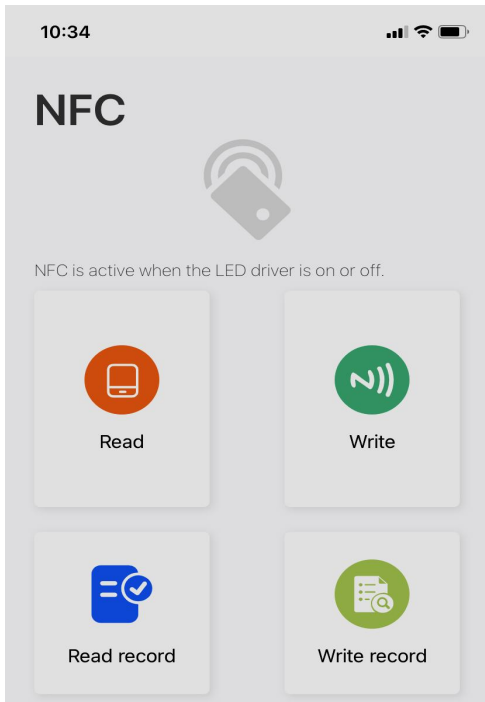 10:34
NFC
NFC is active when the LED driver is on or off.
Read
Write
Read record
Write record